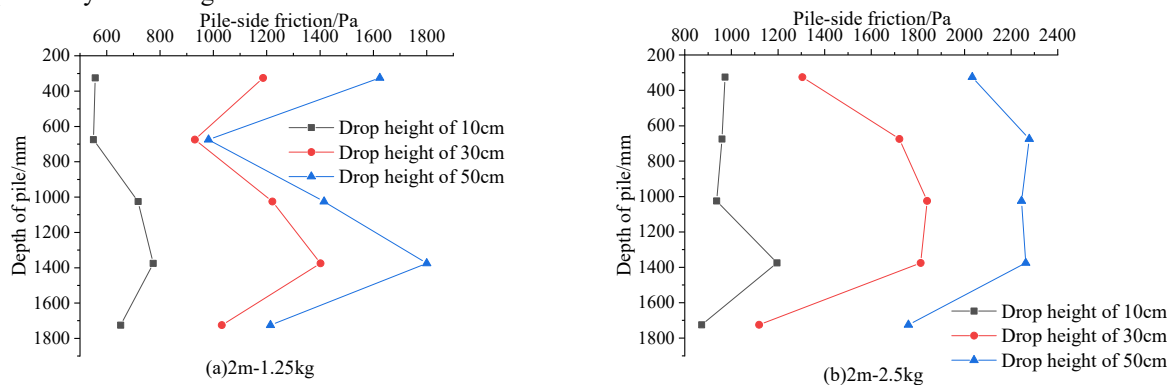 Pile-side friction/Pa
600 800 1000 1200 1400 1600 1800
200
400
600
800
1000
1200
1400
1600
1800
Depth of pile/mm
Drop height of 10cm
Drop height of 30cm
Drop height of 50cm
(a)2m-1.25kg
Pile-side friction/Pa
800 1000 1200 1400 1600 1800 2000 2200 2400
200
400
600
800
1000
1200
1400
1600
1800
Depth of pile/mm
Drop height of 10cm
Drop height of 30cm
Drop height of 50cm
(b)2m-2.5kg